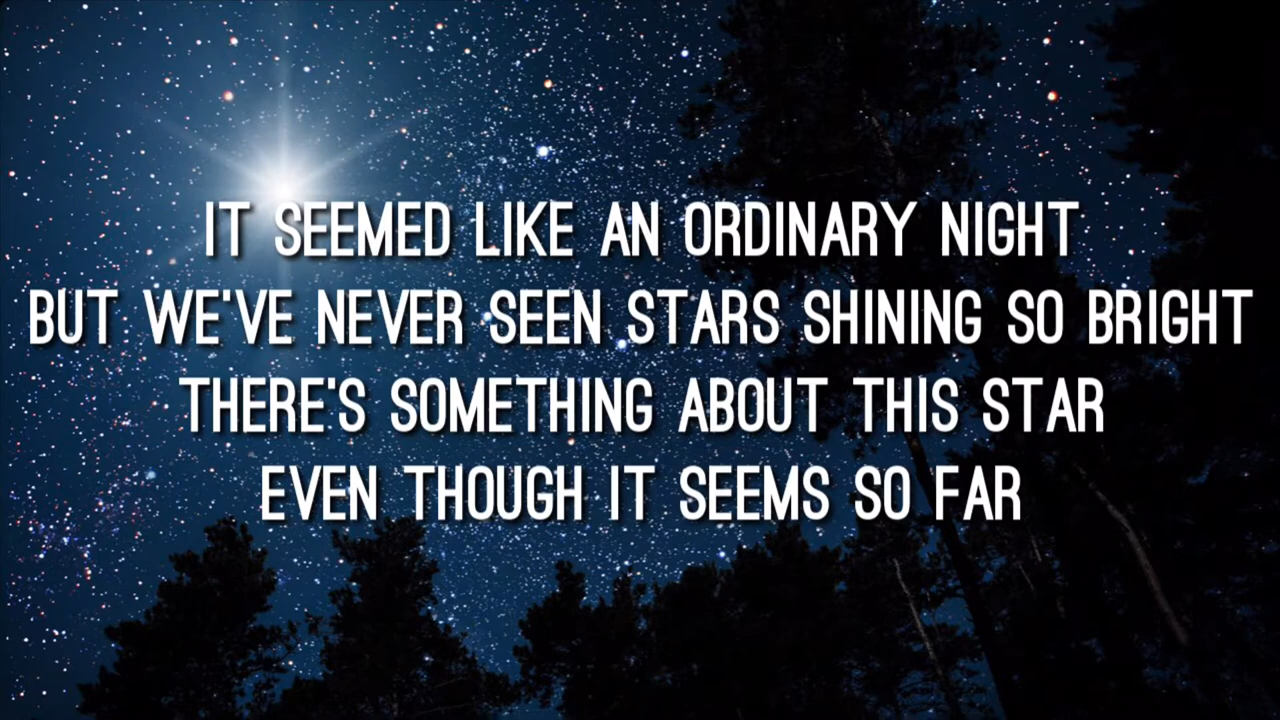 IT SEEMED LIKE AN ORDINARY NIGHT
BUT WE'VE NEVER SEEN STARS SHINING SO BRIGHT
THERE'S SOMETHING ABOUT THIS STAR
EVEN THOUGH IT SEEMS SO FAR